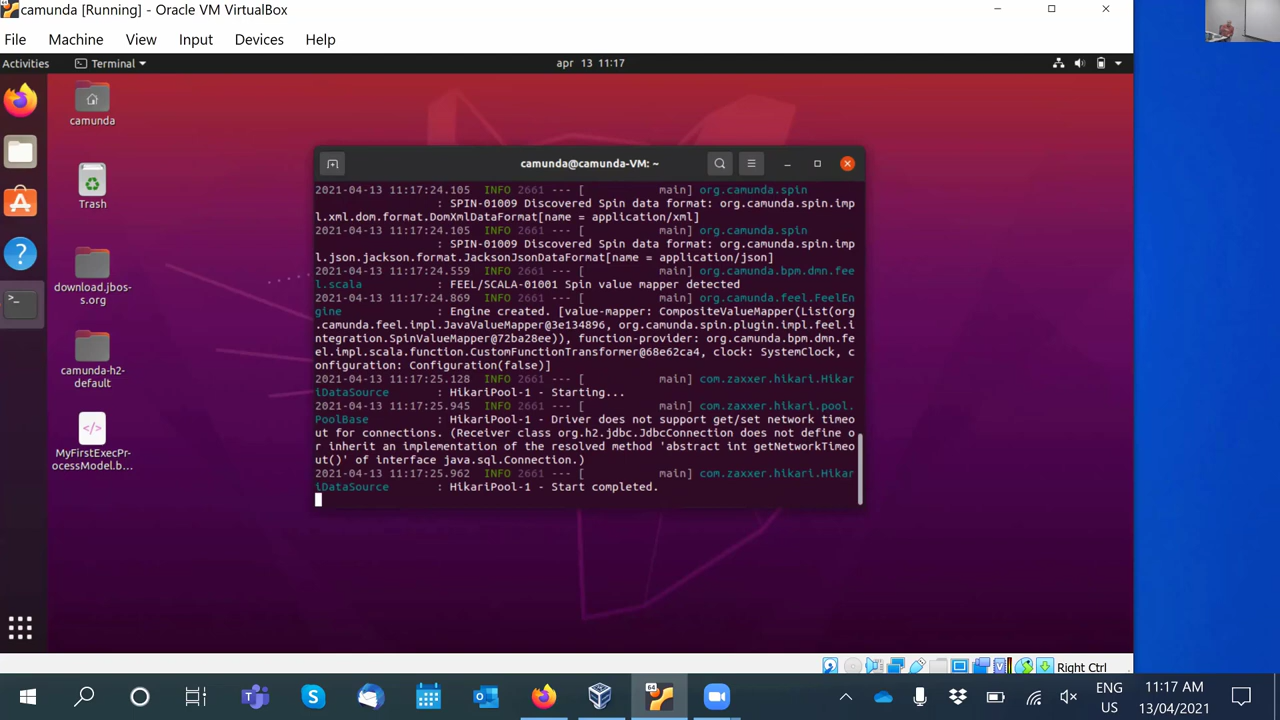 camunda [Running] - Oracle VM VirtualBox
File Machine View Input Devices Help
Activities Terminal apr 13 11:17
camunda
Trash
download.jbos
s.org
camunda-h2-
default
</>
MyFirstExecPr
ocessModel.b...
camunda@camunda-VM: ~
2021-04-13 11:17:24.105 INFO 2661 --- [ main] org.camunda.spin
: SPIN-01009 Discovered Spin data format: org.camunda.spin.imp
l.xml.dom.format.DomXmlDataFormat[name = application/xml]
2021-04-13 11:17:24.105 INFO 2661 --- [ main] org.camunda.spin
: SPIN-01009 Discovered Spin data format: org.camunda.spin.imp
l.json.jackson.format.JacksonJsonDataFormat[name = application/json]
2021-04-13 11:17:24.559 INFO 2661 --- [ main] org.camunda.bpm.dmn.fee
l.scala : FEEL/SCALA-01001 Spin value mapper detected
2021-04-13 11:17:24.869 INFO 2661 --- [ main] org.camunda.feel.FeelEn
gine : Engine created. [value-mapper: CompositeValueMapper(List(org
.camunda.feel.impl.JavaValueMapper@3e134896, org.camunda.spin.plugin.impl.feel.i
ntegration.SpinValueMapper@72ba28ee)), function-provider: org.camunda.bpm.dmn.fe
el.impl.scala.function.CustomFunctionTransformer@68e62ca4, clock: SystemClock, c
onfiguration: Configuration(false)]
2021-04-13 11:17:25.128 INFO 2661 --- [ main] com.zaxxer.hikari.Hikar
iDataSource : HikariPool-1 - Starting...
2021-04-13 11:17:25.945 INFO 2661 --- [ main] com.zaxxer.hikari.pool.
PoolBase : HikariPool-1 - Driver does not support get/set network timeo
ut for connections. (Receiver class org.h2.jdbc.JdbcConnection does not define o
r inherit an implementation of the resolved method 'abstract int getNetworkTimeo
ut()' of interface java.sql.Connection.)
2021-04-13 11:17:25.962 INFO 2661 --- [ main] com.zaxxer.hikari.Hikar
iDataSource : HikariPool-1 - Start completed.
Right Ctrl
ENG
US
11:17 AM
13/04/2021